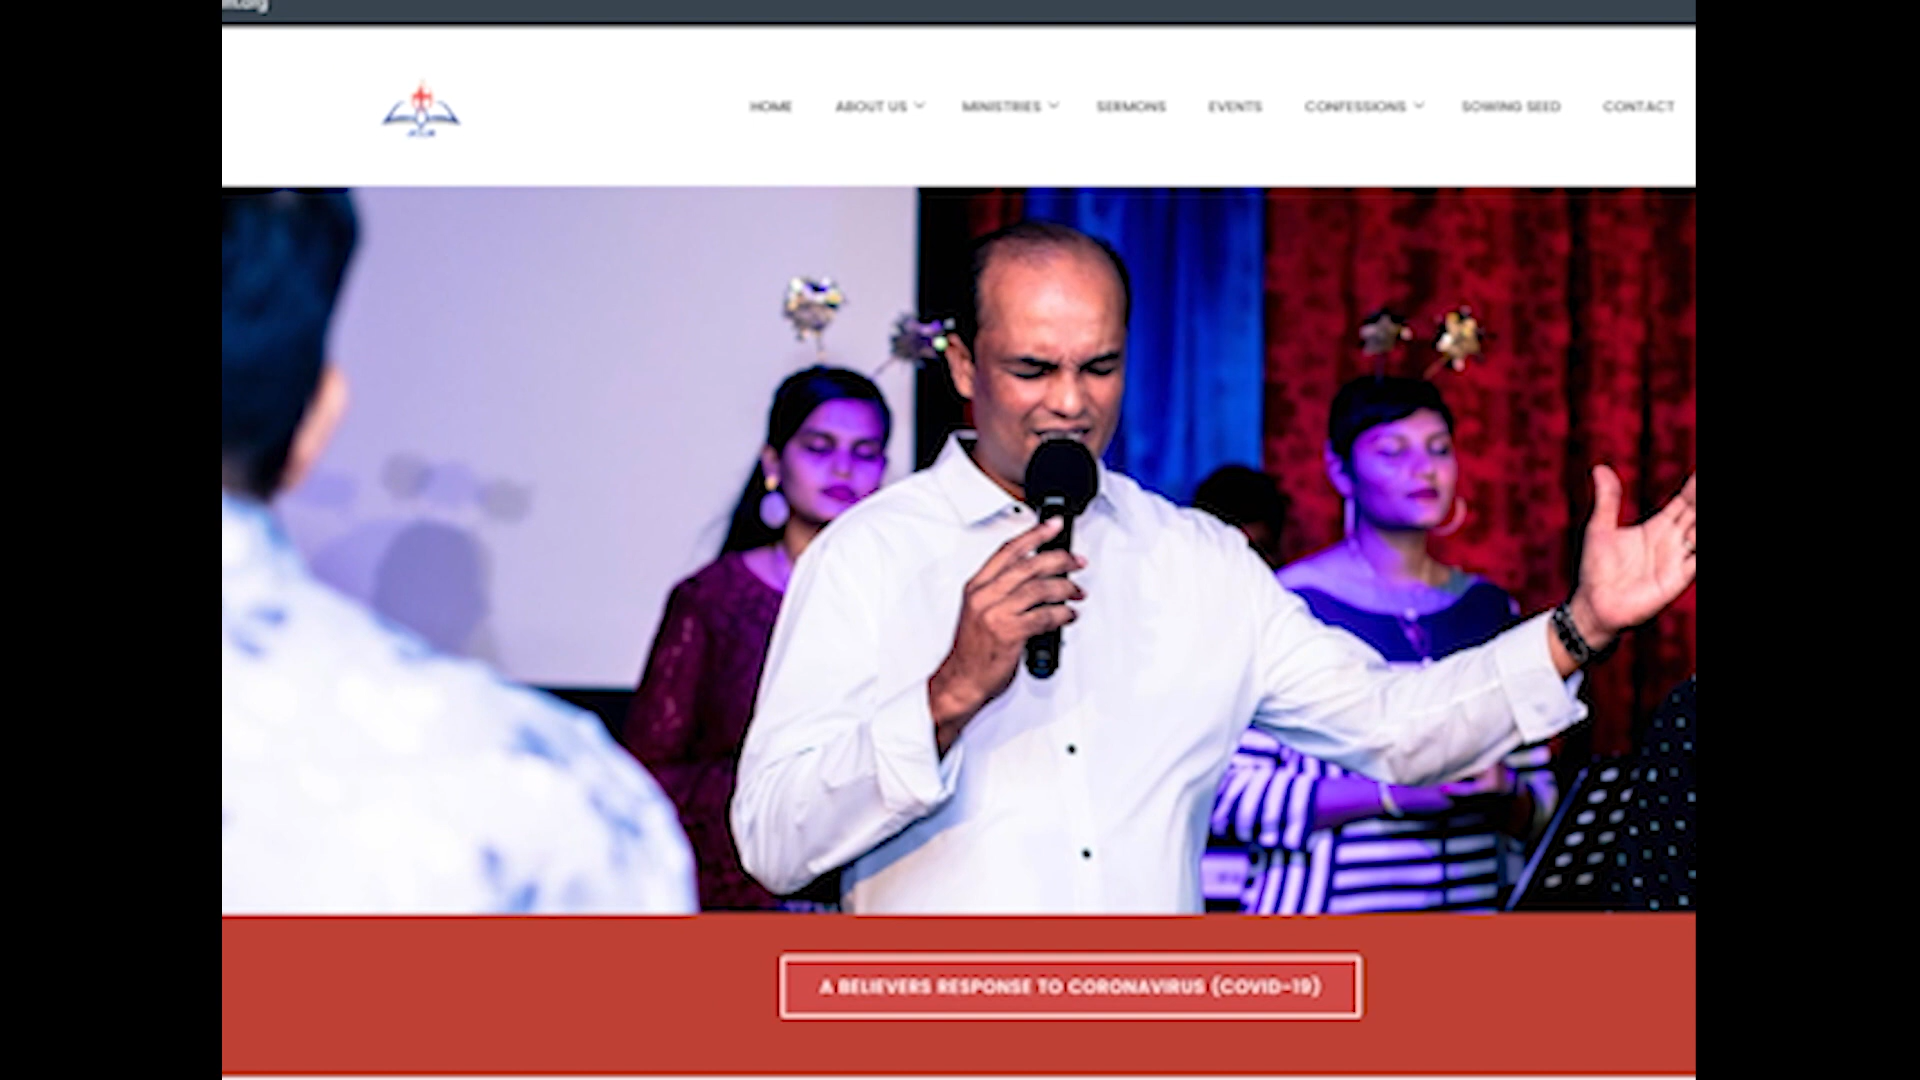 HOME ABOUT US MINISTRIES SERMONS EVENTS CONFESSIONS SOWING SEED CONTACT
A BELIEVERS RESPONSE TO CORONAVIRUS (COVID-19)